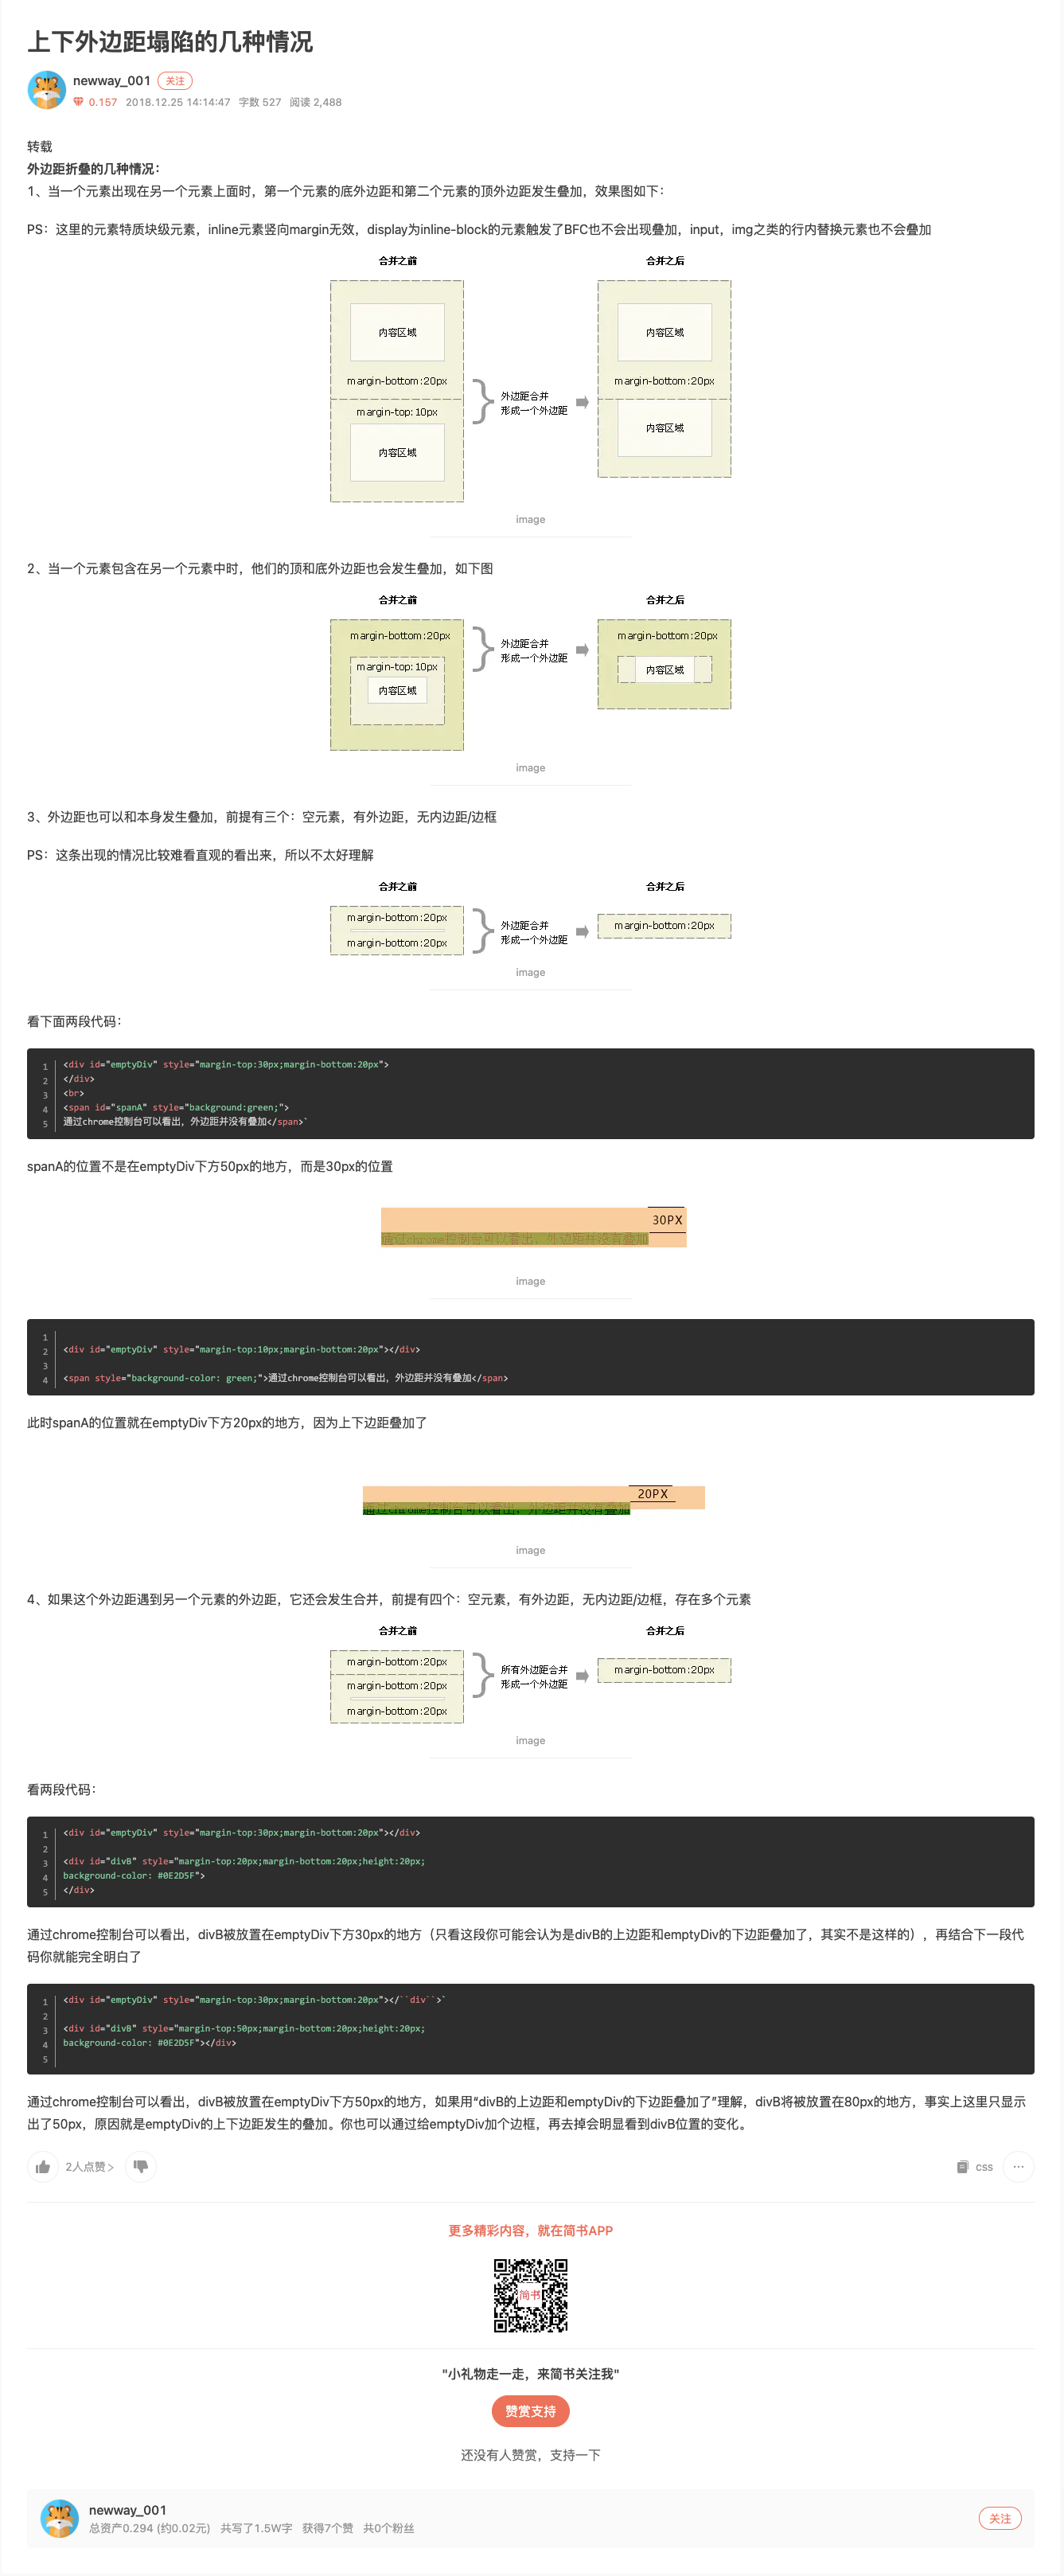 上下外边距塌陷的几种情况
newway_001 关注
0.157 2018.12.25 14:14:47 字数 527 阅读 2,488
转载
外边距折叠的几种情况：
1、当一个元素出现在另一个元素上面时，第一个元素的底外边距和第二个元素的顶外边距发生叠加，效果图如下：
PS：这里的元素特质块级元素，inline元素竖向margin无效，display为inline-block的元素触发了BFC也不会出现叠加，input，img之类的行内替换元素也不会叠加
合并之前 合并之后
内容区域 内容区域
margin-bottom:20px margin-bottom:20px
外边距合并
形成一个外边距
margin-top:10px
内容区域 内容区域
image
2、当一个元素包含在另一个元素中时，他们的顶和底外边距也会发生叠加，如下图
合并之前 合并之后
margin-bottom:20px 外边距合并 margin-bottom:20px
形成一个外边距
margin-top:10px
内容区域 内容区域
image
3、外边距也可以和本身发生叠加，前提有三个：空元素，有外边距，无内边距/边框
PS：这条出现的情况比较难看直观的看出来，所以不太好理解
合并之前 合并之后
margin-bottom:20px 外边距合并 margin-bottom:20px
margin-bottom:20px 形成一个外边距
image
看下面两段代码：
1 <div id="emptyDiv" style="margin-top:30px;margin-bottom:20px">
2 </div>
3 <br>
4 <span id="spanA" style="background:green;">
5 通过chrome控制台可以看出，外边距并没有叠加</span>`
spanA的位置不是在emptyDiv下方50px的地方，而是30px的位置
30PX
通过chrome控制台可以看出，外边距并没有叠加
image
1
2 <div id="emptyDiv" style="margin-top:10px;margin-bottom:20px"></div>
3
4 <span style="background-color: green;">通过chrome控制台可以看出，外边距并没有叠加</span>
此时spanA的位置就在emptyDiv下方20px的地方，因为上下边距叠加了
20PX
通过chrome控制台可以看出，外边距并没有叠加
image
4、如果这个外边距遇到另一个元素的外边距，它还会发生合并，前提有四个：空元素，有外边距，无内边距/边框，存在多个元素
合并之前 合并之后
margin-bottom:20px 所有外边距合并 margin-bottom:20px
margin-bottom:20px 形成一个外边距
margin-bottom:20px
image
看两段代码：
1 <div id="emptyDiv" style="margin-top:30px;margin-bottom:20px"></div>
2
3 <div id="divB" style="margin-top:20px;margin-bottom:20px;height:20px;
4 background-color: #0E2D5F">
5 </div>
通过chrome控制台可以看出，divB被放置在emptyDiv下方30px的地方（只看这段你可能会认为是divB的上边距和emptyDiv的下边距叠加了，其实不是这样的），再结合下一段代
码你就能完全明白了
1 <div id="emptyDiv" style="margin-top:30px;margin-bottom:20px"></``div``>`
2
3 <div id="divB" style="margin-top:50px;margin-bottom:20px;height:20px;
4 background-color: #0E2D5F"></div>
5
通过chrome控制台可以看出，divB被放置在emptyDiv下方50px的地方，如果用“divB的上边距和emptyDiv的下边距叠加了”理解，divB将被放置在80px的地方，事实上这里只显示
出了50px，原因就是emptyDiv的上下边距发生的叠加。你也可以通过给emptyDiv加个边框，再去掉会明显看到divB位置的变化。
2人点赞 > css ...
更多精彩内容，就在简书APP
简书
"小礼物走一走，来简书关注我"
赞赏支持
还没有人赞赏，支持一下
newway_001
总资产0.294 (约0.02元) 共写了1.5W字 获得7个赞 共0个粉丝
关注